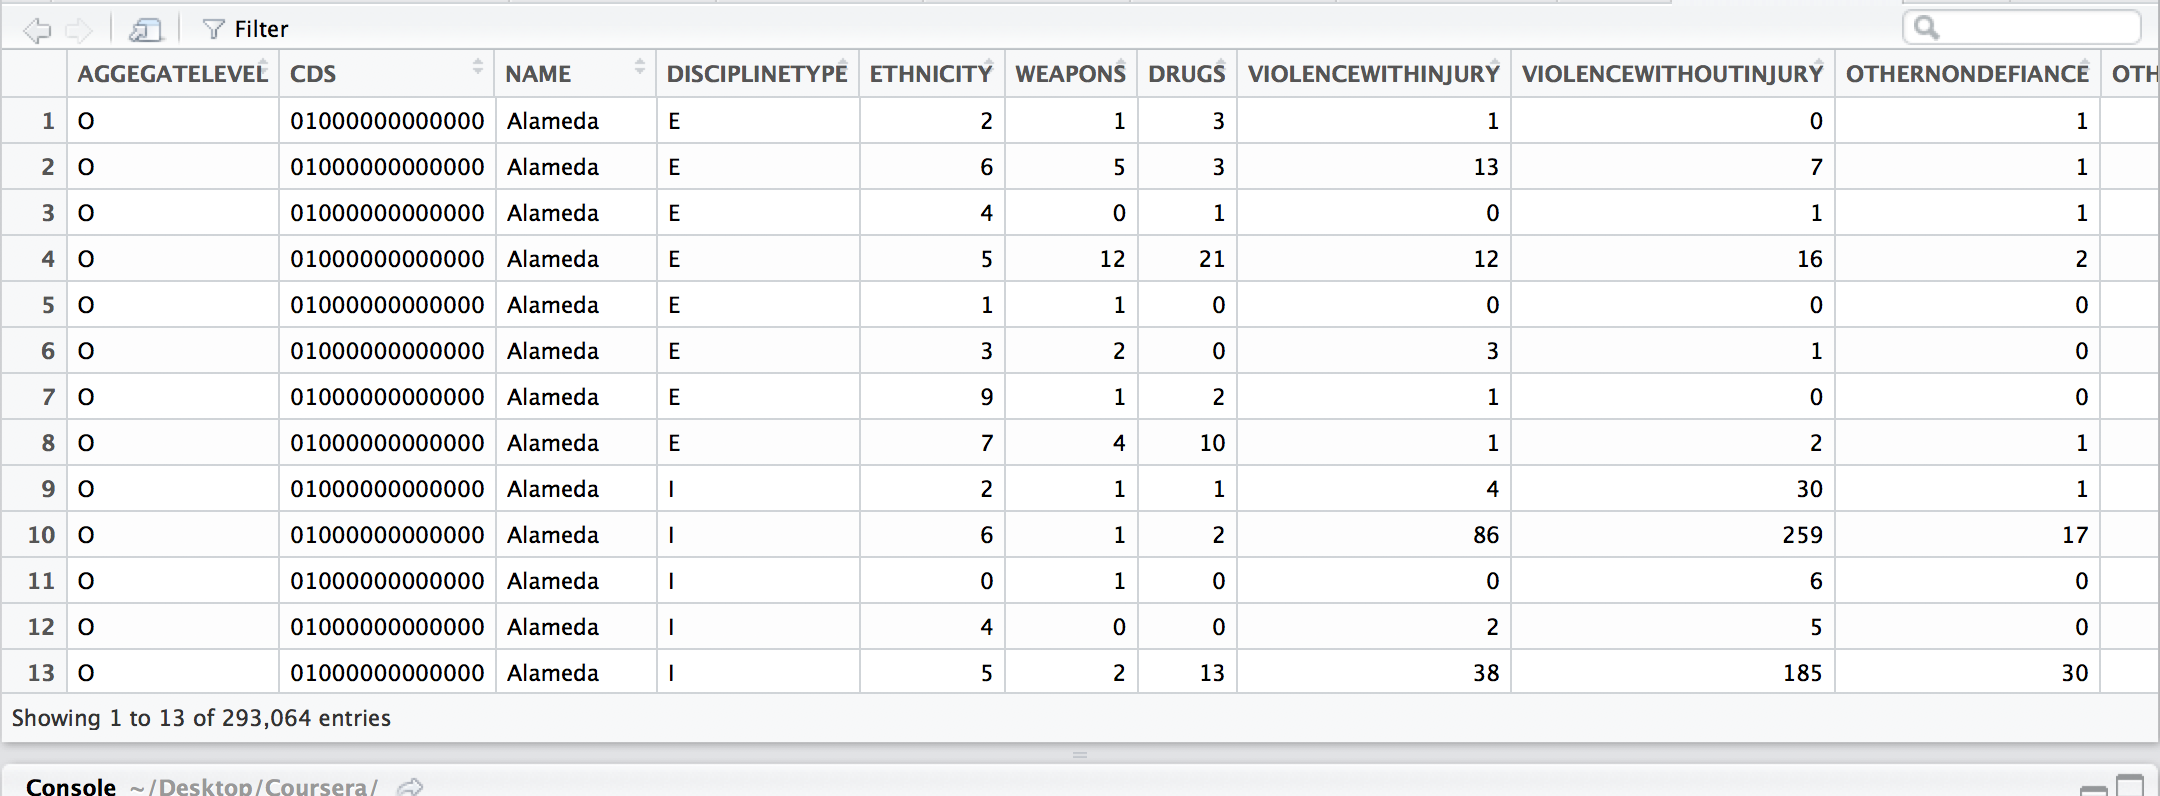 Filter
AGGEGATELEVEL CDS NAME DISCIPLINETYPE ETHNICITY WEAPONS DRUGS VIOLENCEWITHINJURY VIOLENCEWITHOUTINJURY OTHERNONDEFIANCE OTH
1 O 01000000000000 Alameda E 2 1 3 1 0 1
2 O 01000000000000 Alameda E 6 5 3 13 7 1
3 O 01000000000000 Alameda E 4 0 1 0 1 1
4 O 01000000000000 Alameda E 5 12 21 12 16 2
5 O 01000000000000 Alameda E 1 1 0 0 0 0
6 O 01000000000000 Alameda E 3 2 0 3 1 0
7 O 01000000000000 Alameda E 9 1 2 1 0 0
8 O 01000000000000 Alameda E 7 4 10 1 2 1
9 O 01000000000000 Alameda I 2 1 1 4 30 1
10 O 01000000000000 Alameda I 6 1 2 86 259 17
11 O 01000000000000 Alameda I 0 1 0 0 6 0
12 O 01000000000000 Alameda I 4 0 0 2 5 0
13 O 01000000000000 Alameda I 5 2 13 38 185 30
Showing 1 to 13 of 293,064 entries
Console ~/Desktop/Coursera/